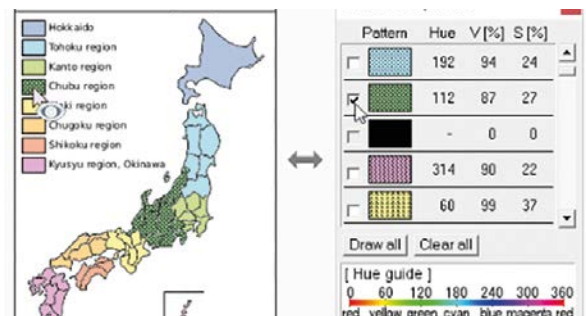 Hokkaido
Tohoku region
Kanto region
Chubu region
ki region
Chugoku region
Shikoku region
Kyusyu region, Okinawa
Pattern Hue V [%] S [%]
192 94 24
112 87 27
- 0 0
314 90 22
60 99 37
Draw all Clear all
[ Hue guide ]
0 60 120 180 240 300 360
red yellow green cyan blue magenta red